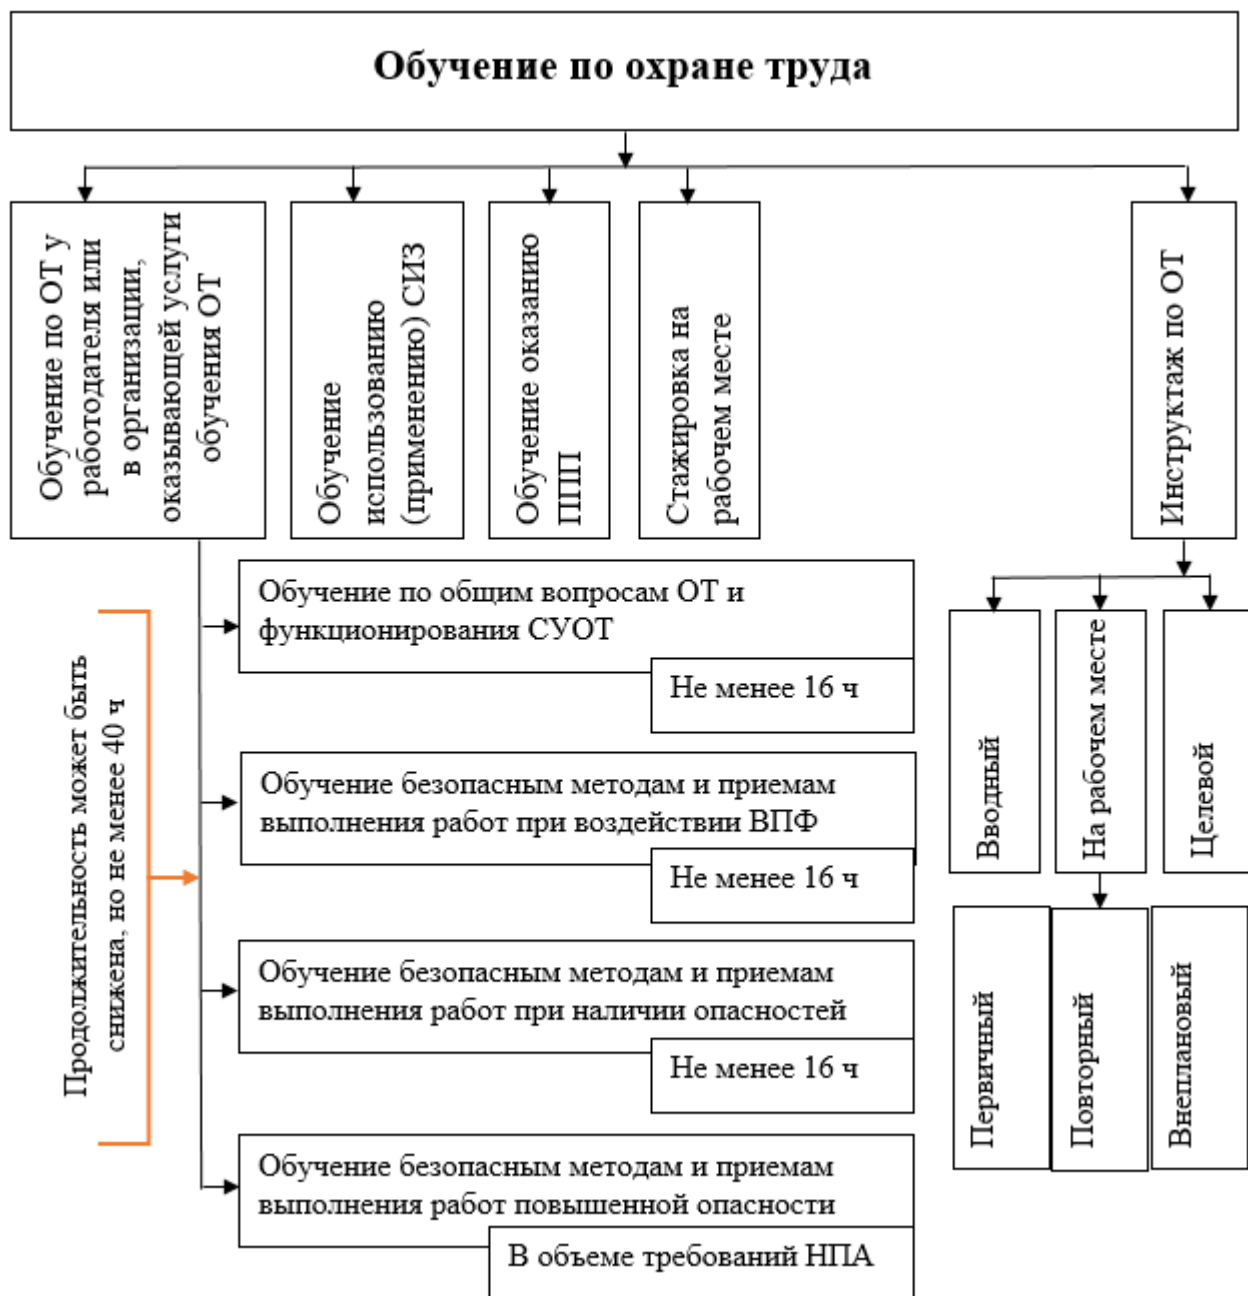 Обучение по охране труда
Обучение по ОТ у
работодателя или
в организации,
оказывающей услуги
обучения ОТ
Обучение
использованию
(применению) СИЗ
Обучение оказанию
ППП
Стажировка на
рабочем месте
Инструктаж по ОТ
Продолжительность может быть
снижена, но не менее 40 ч
Обучение по общим вопросам ОТ и
функционирования СУОТ
Не менее 16 ч
Обучение безопасным методам и приемам
выполнения работ при воздействии ВПФ
Не менее 16 ч
Обучение безопасным методам и приемам
выполнения работ при наличии опасностей
Не менее 16 ч
Обучение безопасным методам и приемам
выполнения работ повышенной опасности
В объеме требований НПА
Вводный
На рабочем месте
Целевой
Первичный
Повторный
Внеплановый